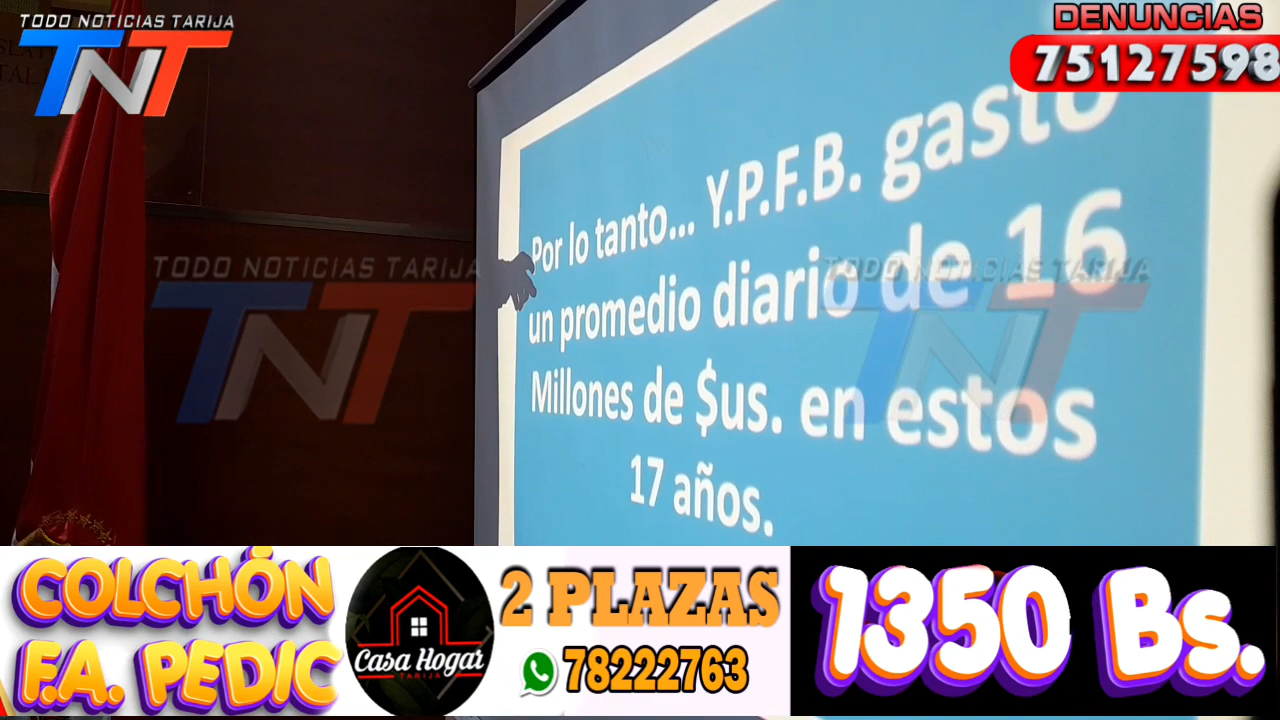 TODO NOTICIAS TARIJA
TNT
DENUNCIAS
75127598
Por lo tanto... Y.P.F.B. gastó
un promedio diario de 16
Millones de $us. en estos
17 años.
TODO NOTICIAS TARIJA
TNT
TODO NOTICIAS TARIJA
TNT
COLCHÓN
F.A. PEDIC
Casa Hogar
TARIJA
2 PLAZAS
78222763
1350 Bs.